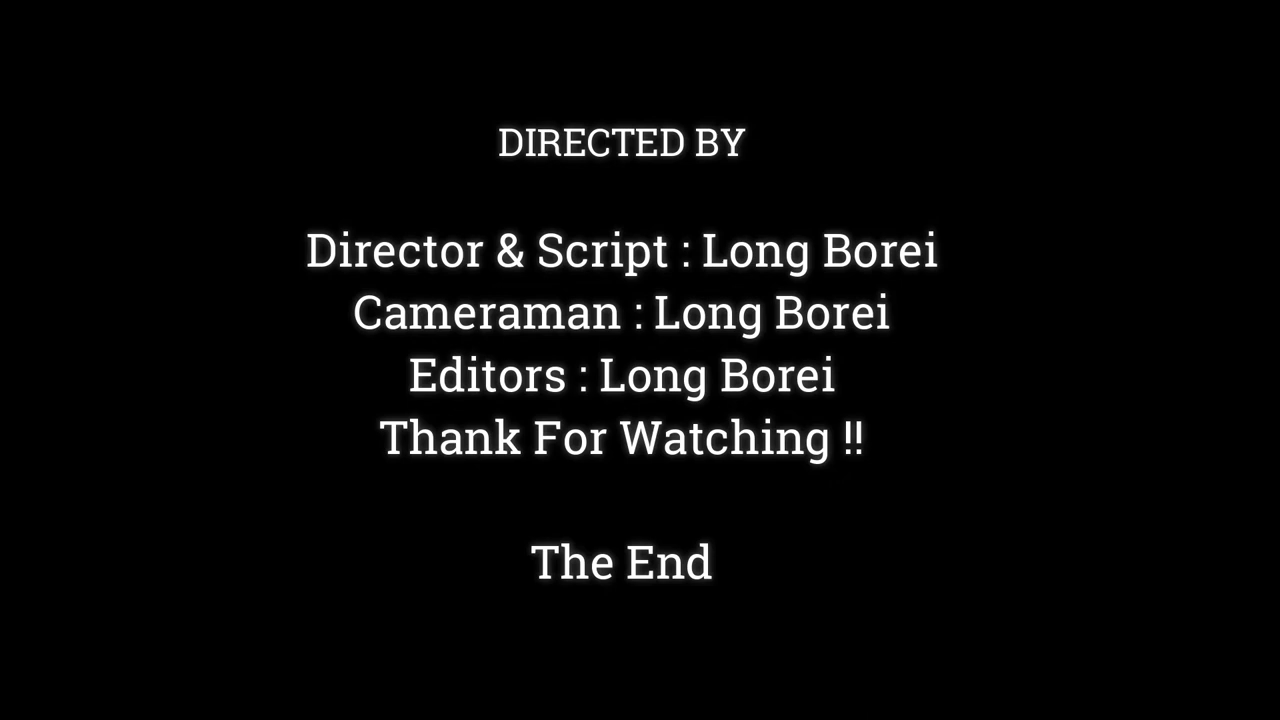 DIRECTED BY
Director & Script : Long Borei
Cameraman : Long Borei
Editors : Long Borei
Thank For Watching !!
The End